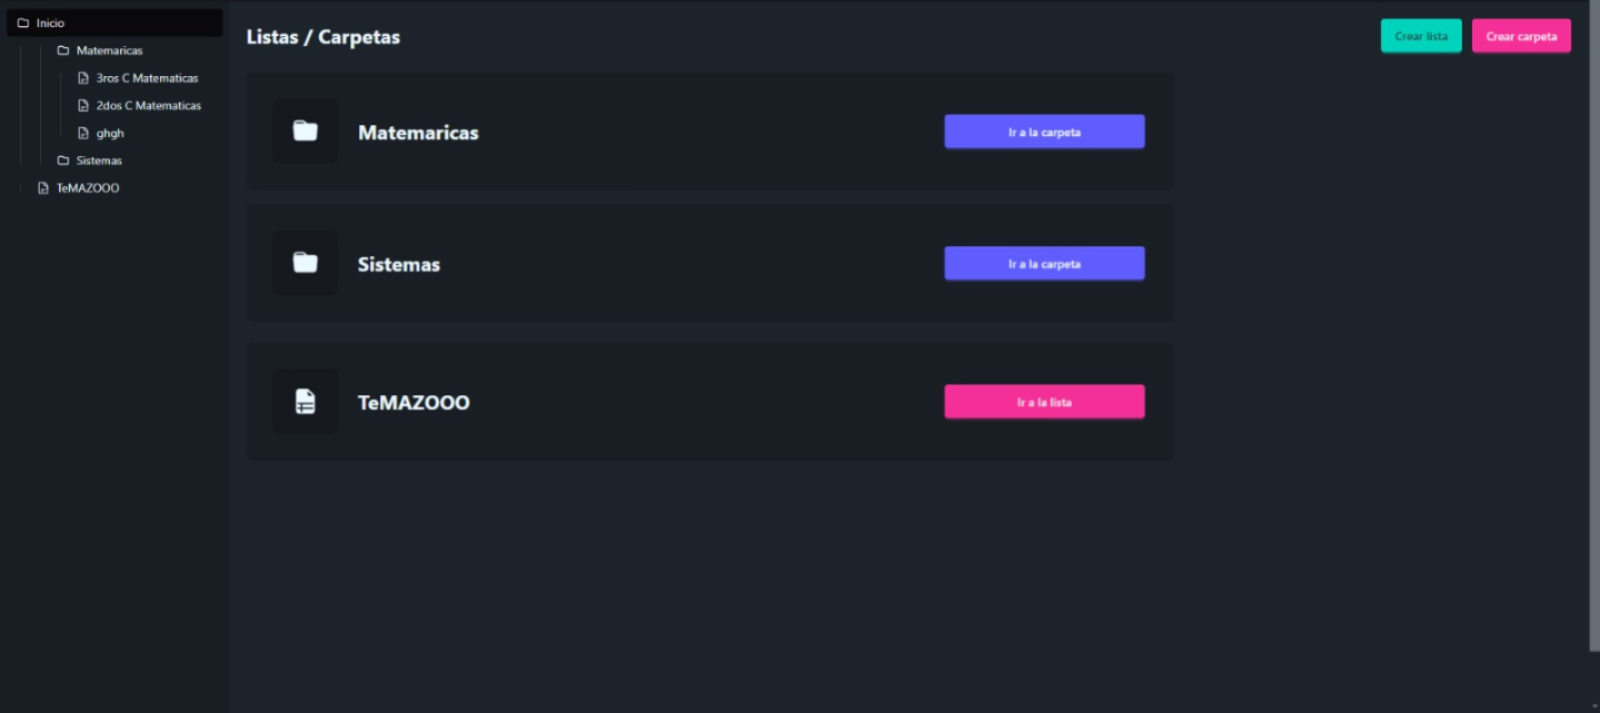 Inicio
Matemaricas
3ros C Matematicas
2dos C Matematicas
ghgh
Sistemas
TeMAZOOO
Listas / Carpetas
Crear lista
Crear carpeta
Matemaricas
Ir a la carpeta
Sistemas
Ir a la carpeta
TeMAZOOO
Ir a la lista